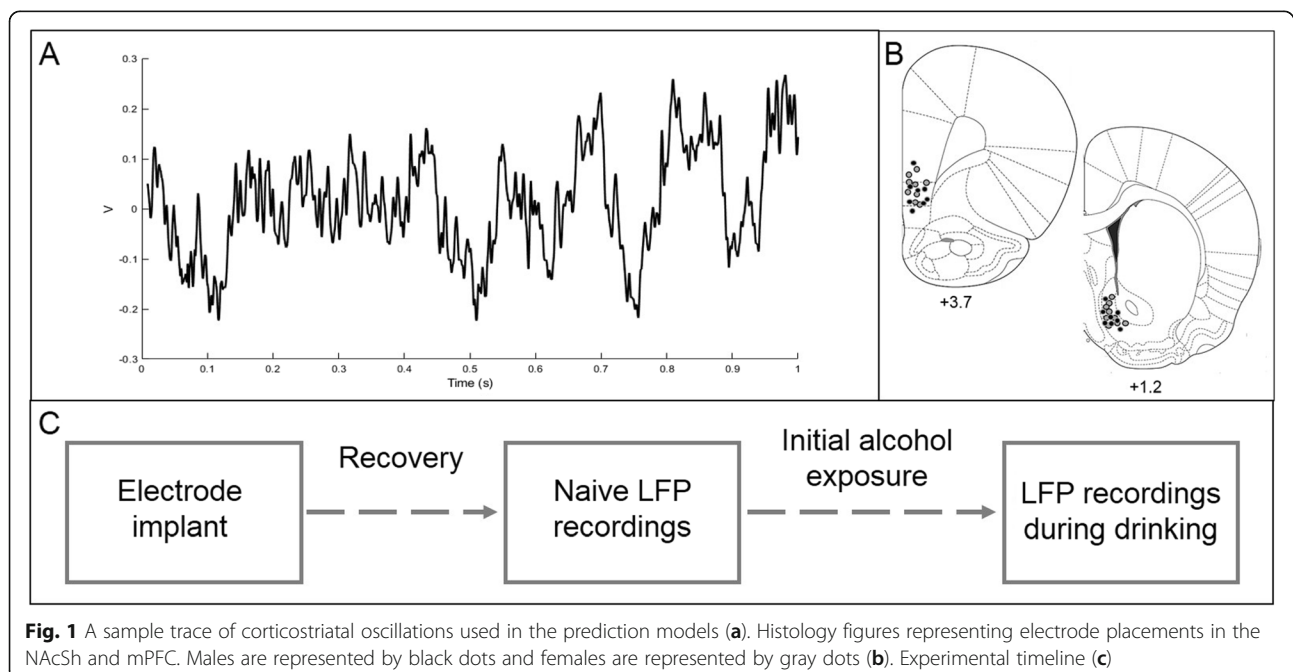 A
0.3
0.2
0.1
0
-0.1
-0.2
-0.3
V
0
0.1
0.2
0.3
0.4
0.5
0.6
0.7
0.8
0.9
1
Time (s)
B
+3.7
+1.2
C
Electrode
implant
Recovery
Naive LFP
recordings
Initial alcohol
exposure
LFP recordings
during drinking
Fig. 1 A sample trace of corticostriatal oscillations used in the prediction models (a). Histology figures representing electrode placements in the
NAcSh and mPFC. Males are represented by black dots and females are represented by gray dots (b). Experimental timeline (c)